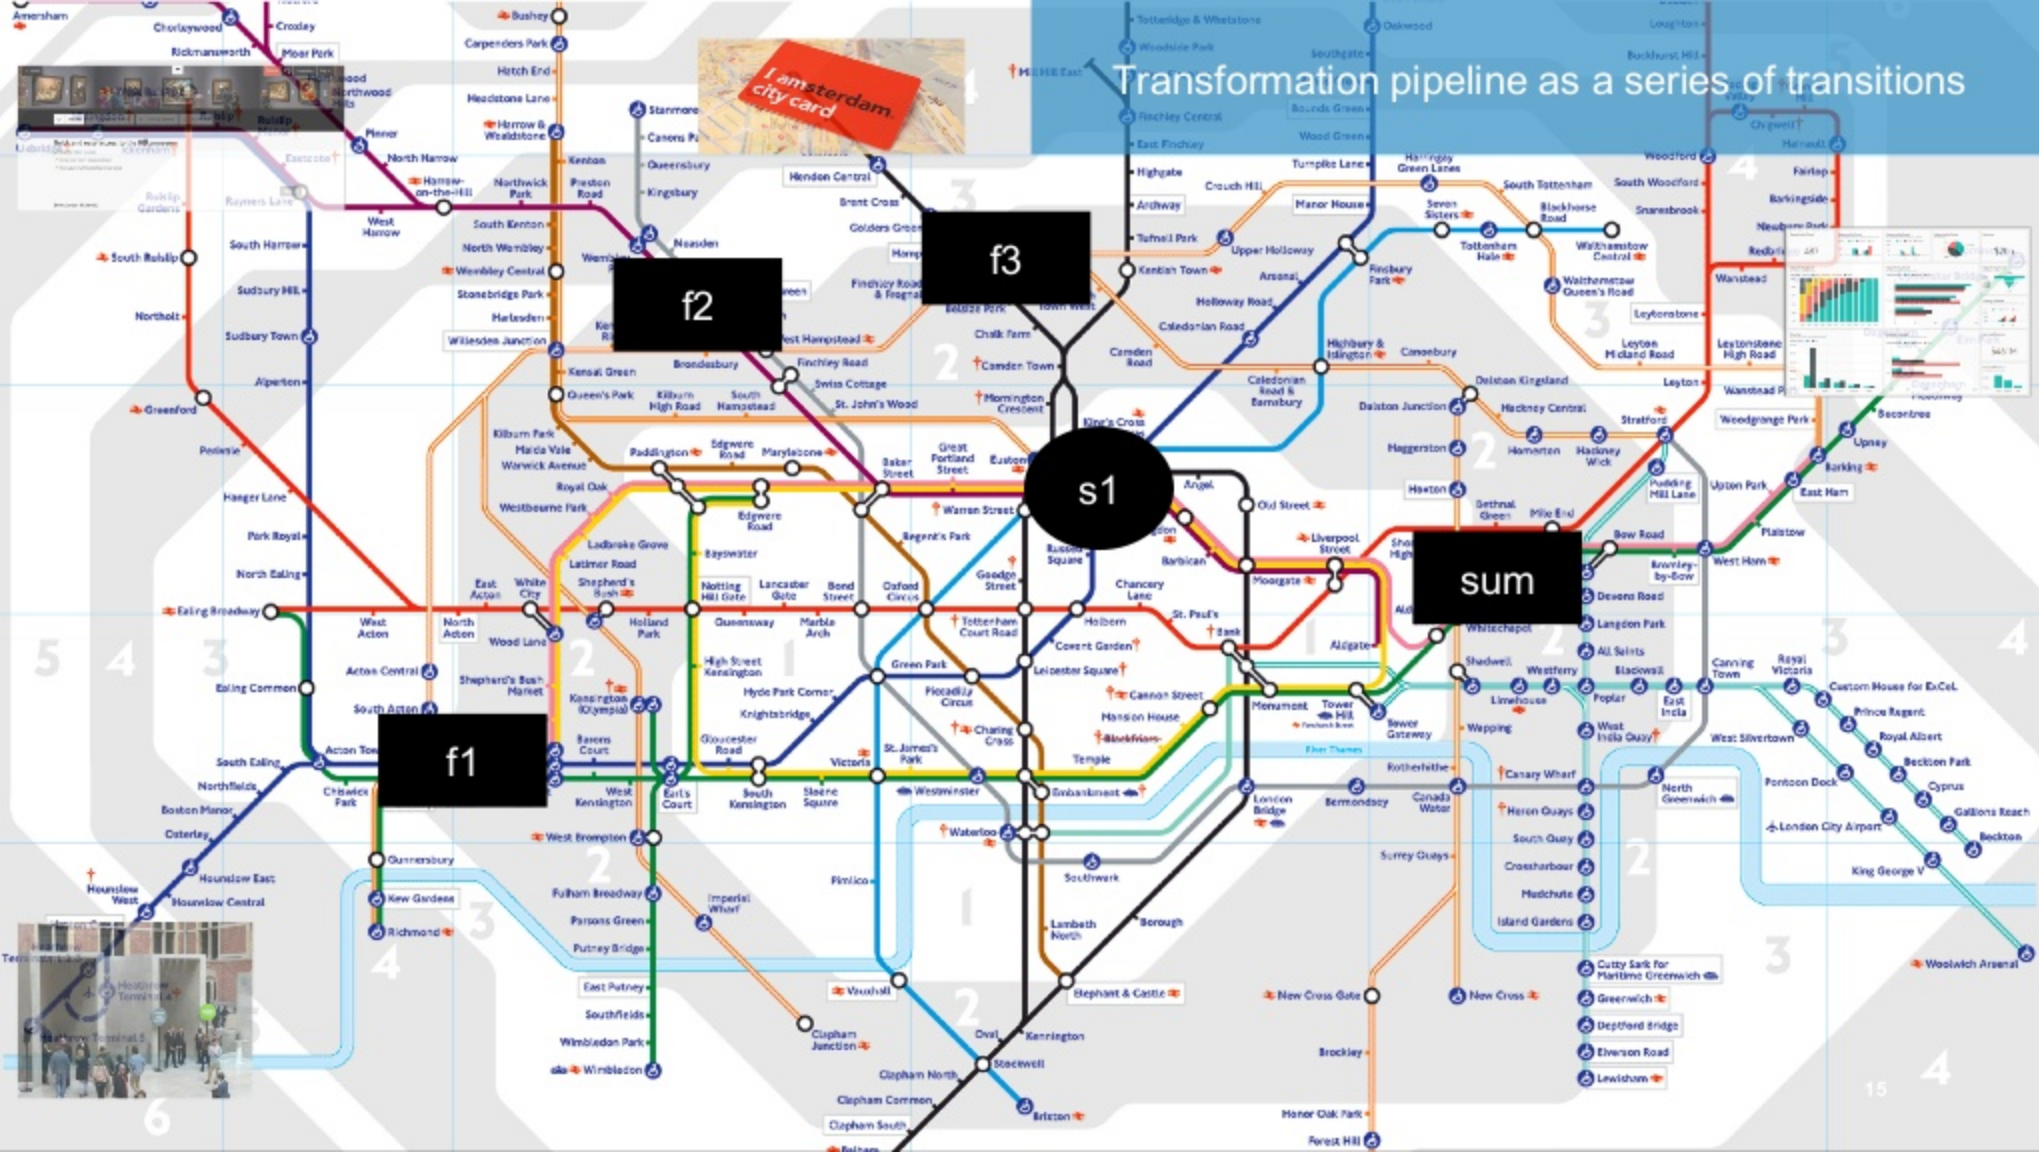 Transformation pipeline as a series of transitions
I amsterdam.
city card
f1
f2
f3
s1
sum
Amersham
Chorleywood
Croxley
Rickmansworth
Moor Park
Northwood
Hills
Pinner
North Harrow
Harrow-
on-the-Hill
Northwick
Park
Preston
Road
West
Harrow
Rayners Lane
Eastcote
Ruislip
Gardens
South Ruislip
Northolt
Greenford
Perivale
Hanger Lane
South Harrow
Sudbury Hill
Sudbury Town
Alperton
Park Royal
North Ealing
Ealing Broadway
Ealing Common
South Ealing
Northfields
Boston Manor
Osterley
Hounslow East
Hounslow Central
Hounslow
West
Bushey
Carpenders Park
Hatch End
Headstone Lane
Harrow &
Wealdstone
Kenton
South Kenton
North Wembley
Wembley Central
Stonebridge Park
Harlesden
Willesden Junction
Kensal Green
Queen's Park
Kilburn Park
Maida Vale
Warwick Avenue
Royal Oak
Westbourne Park
Ladbroke Grove
Latimer Road
Stanmore
Queensbury
Kingsbury
Neasden
Brondesbury
Kilburn
High Road
South
Hampstead
Finchley Road
Swiss Cottage
St. John's Wood
Paddington
Edgware
Road
Marylebone
Baker
Street
Great
Portland
Street
Euston
Edgware
Road
Bayswater
Regent's Park
Warren Street
Goodge
Street
Hendon Central
Brent Cross
Golders Green
Finchley Road
& Frognal
Belsize Park
Chalk Farm
Camden Town
Mornington
Crescent
King's Cross
Totteridge & Whetstone
Woodside Park
Mill Hill East
Finchley Central
East Finchley
Highgate
Archway
Tufnell Park
Kentish Town
Oakwood
Southgate
Bounds Green
Wood Green
Turnpike Lane
Manor House
Crouch Hill
Harringay
Green Lanes
South Tottenham
Upper Holloway
Arsenal
Holloway Road
Caledonian Road
Camden
Road
Finsbury
Park
Seven
Sisters
Tottenham
Hale
Blackhorse
Road
Walthamstow
Central
Walthamstow
Queen's Road
Leyton
Midland Road
Leytonstone
High Road
Highbury &
Islington
Canonbury
Caledonian
Road &
Barnsbury
Dalston Kingsland
Dalston Junction
Hackney Central
Haggerston
Homerton
Hackney
Wick
Hoxton
Stratford
Pudding
Mill Lane
Loughton
Buckhurst Hill
Woodford
South Woodford
Snaresbrook
Chigwell
Hainault
Fairlop
Barkingside
Newbury Park
Wanstead
Leytonstone
Leyton
Wanstead Park
Woodgrange Park
Becontree
Upney
Barking
East Ham
Upton Park
Plaistow
West Ham
Bow Road
Bromley-
by-Bow
Bethnal
Green
Mile End
Angel
Old Street
Barbican
Moorgate
Liverpool
Street
Aldgate
Whitechapel
Russell
Square
Chancery
Lane
Holborn
St. Paul's
Bank
Covent Garden
Leicester Square
Tottenham
Court Road
Oxford
Circus
Bond
Street
Marble
Arch
Lancaster
Gate
Notting
Hill Gate
Queensway
Holland
Park
Shepherd's
Bush
White
City
Wood Lane
East
Acton
North
Acton
West
Acton
Acton Central
South Acton
Chiswick
Park
Gunnersbury
Kew Gardens
Richmond
Shepherd's Bush
Market
Kensington
(Olympia)
Barons
Court
West
Kensington
Earl's
Court
High Street
Kensington
Gloucester
Road
South
Kensington
Sloane
Square
Victoria
St. James's
Park
Westminster
Hyde Park Corner
Knightsbridge
Green Park
Piccadilly
Circus
Charing
Cross
Embankment
Temple
Blackfriars
Mansion House
Cannon Street
Monument
Tower
Hill
Tower
Gateway
River Thames
Waterloo
Southwark
London
Bridge
Bermondsey
Canada
Water
Rotherhithe
Wapping
Shadwell
Limehouse
Westferry
Poplar
Blackwall
East
India
Canning
Town
Royal
Victoria
Custom House for ExCeL
Prince Regent
Royal Albert
Beckton Park
Cyprus
Gallions Reach
Beckton
West Silvertown
Pontoon Dock
London City Airport
King George V
Woolwich Arsenal
Devons Road
Langdon Park
All Saints
West
India Quay
Canary Wharf
Heron Quays
South Quay
Crossharbour
Mudchute
Island Gardens
North
Greenwich
Cutty Sark for
Maritime Greenwich
Greenwich
Deptford Bridge
Elverson Road
Lewisham
Surrey Quays
New Cross Gate
New Cross
Brockley
Honor Oak Park
Forest Hill
West Brompton
Fulham Broadway
Parsons Green
Putney Bridge
East Putney
Southfields
Wimbledon Park
Wimbledon
Imperial
Wharf
Clapham
Junction
Pimlico
Vauxhall
Lambeth
North
Borough
Elephant & Castle
Oval
Kennington
Stockwell
Clapham North
Clapham Common
Clapham South
Balham
Brixton
15